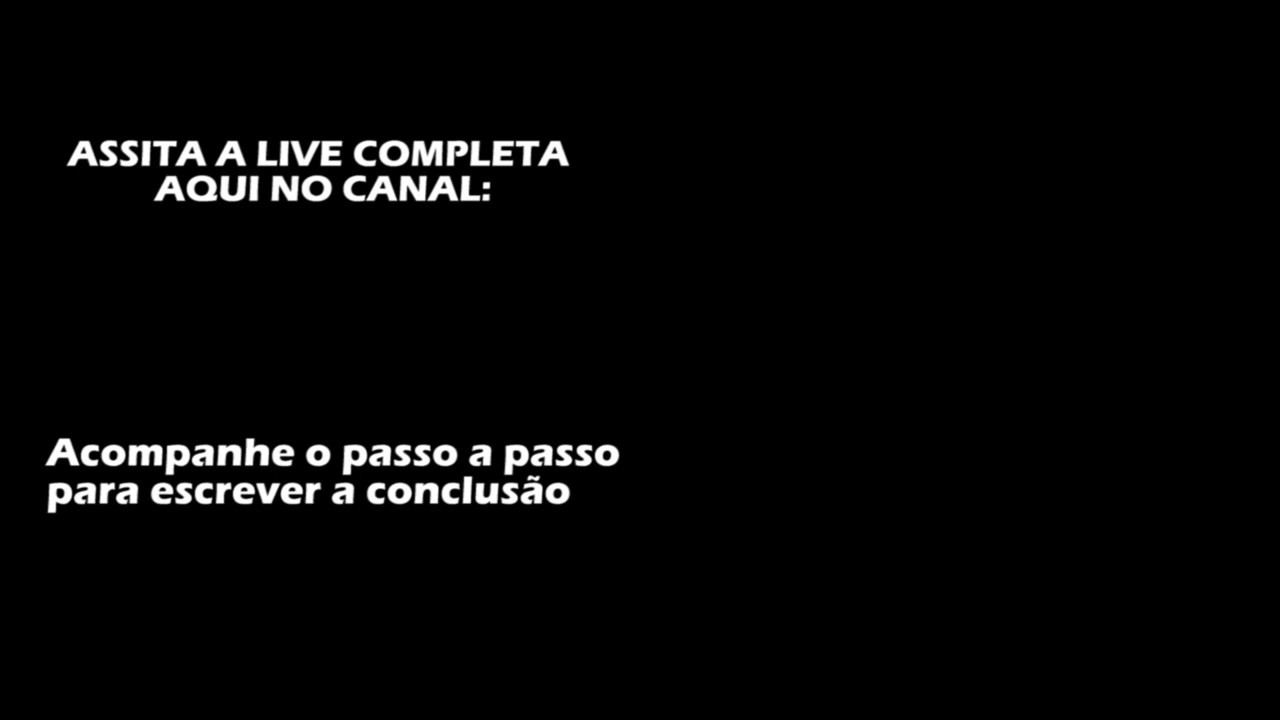 ASSITA A LIVE COMPLETA
AQUI NO CANAL:
Acompanhe o passo a passo
para escrever a conclusão